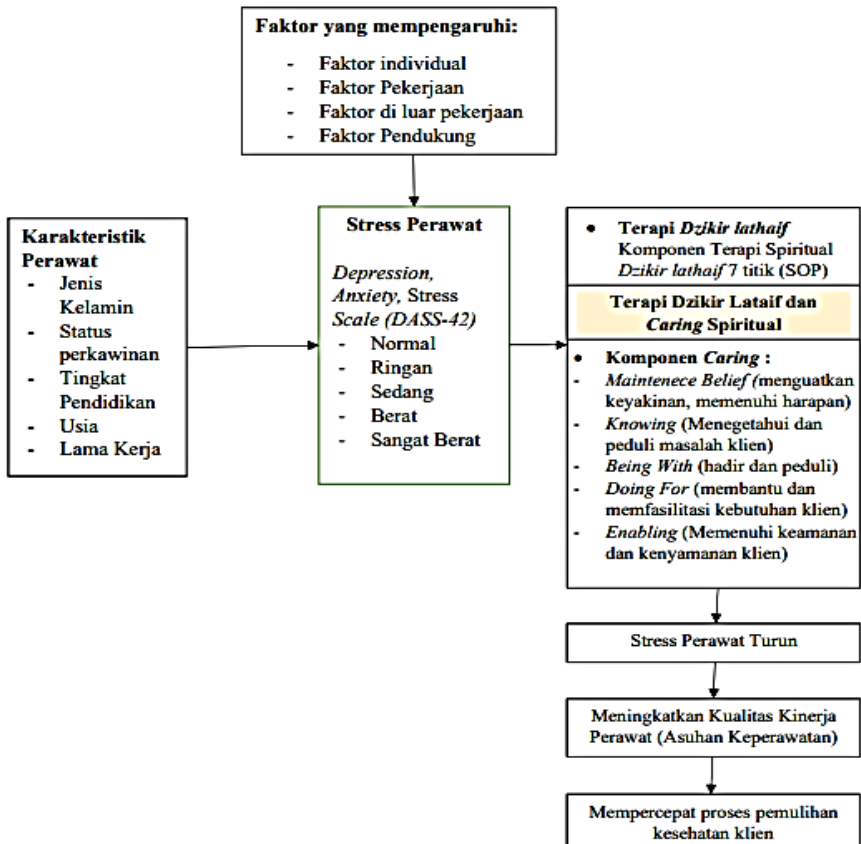 Faktor yang mempengaruhi:
- Faktor individual
- Faktor Pekerjaan
- Faktor di luar pekerjaan
- Faktor Pendukung
Karakteristik
Perawat
- Jenis
Kelamin
- Status
perkawinan
- Tingkat
Pendidikan
- Usia
- Lama Kerja
Stress Perawat
Depression,
Anxiety, Stress
Scale (DASS-42)
- Normal
- Ringan
- Sedang
- Berat
- Sangat Berat
• Terapi Dzikir lathaif
Komponen Terapi Spiritual
Dzikir lathaif 7 titik (SOP)
Terapi Dzikir Lataif dan
Caring Spiritual
• Komponen Caring :
- Maintenece Belief (menguatkan
keyakinan, memenuhi harapan)
- Knowing (Menegetahui dan
peduli masalah klien)
- Being With (hadir dan peduli)
- Doing For (membantu dan
memfasilitasi kebutuhan klien)
- Enabling (Memenuhi keamanan
dan kenyamanan klien)
Stress Perawat Turun
Meningkatkan Kualitas Kinerja
Perawat (Asuhan Keperawatan)
Mempercepat proses pemulihan
kesehatan klien